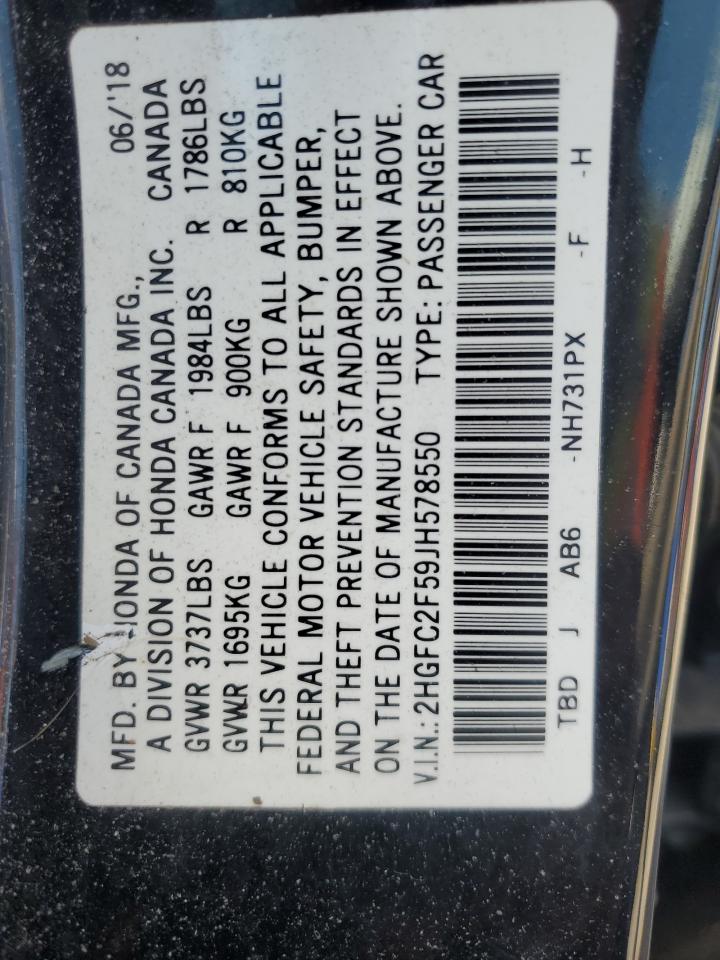 MFD. BY HONDA OF CANADA MFG., 06/'18
A DIVISION OF HONDA CANADA INC. CANADA
GVWR 3737LBS GAWR F 1984LBS R 1786LBS
GVWR 1695KG GAWR F 900KG R 810KG
THIS VEHICLE CONFORMS TO ALL APPLICABLE
FEDERAL MOTOR VEHICLE SAFETY, BUMPER,
AND THEFT PREVENTION STANDARDS IN EFFECT
ON THE DATE OF MANUFACTURE SHOWN ABOVE.
V.I.N.: 2HGFC2F59JH578550 TYPE: PASSENGER CAR
TBD J AB6 -NH731PX -F -H